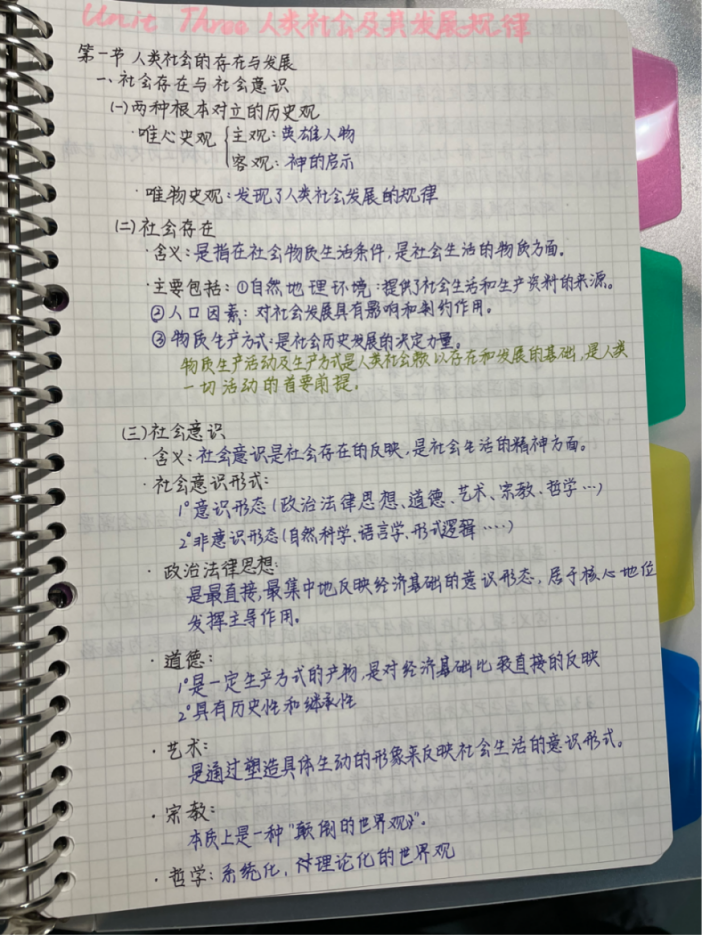 Unit Three 人类社会及其发展规律
第一节 人类社会的存在与发展
一、社会存在与社会意识
(一)两种根本对立的历史观
·唯心史观 { 主观：英雄人物
客观：神的启示
·唯物史观：发现了人类社会发展的规律
(二)社会存在
·含义：是指在社会物质生活条件,是社会生活的物质方面。
·主要包括：①自然地理环境：提供了社会生活和生产资料的来源。
②人口因素：对社会发展具有影响和制约作用。
③物质生产方式：是社会历史发展的决定力量。
物质生产活动及生产方式是人类社会赖以存在和发展的基础,是人类
一切活动的首要前提。
(三)社会意识
·含义：社会意识是社会存在的反映,是社会生活的精神方面。
·社会意识形式：
1°意识形态(政治法律思想、道德、艺术、宗教、哲学…)
2°非意识形态(自然科学、语言学、形式逻辑……)
·政治法律思想：
是最直接,最集中地反映经济基础的意识形态，居于核心地位
发挥主导作用。
·道德：
1°是一定生产方式的产物,是对经济基础比较直接的反映
2°具有历史性和继承性
·艺术：
是通过塑造具体生动的形象来反映社会生活的意识形式。
·宗教：
本质上是一种“颠倒的世界观”。
·哲学：系统化，理论化的世界观